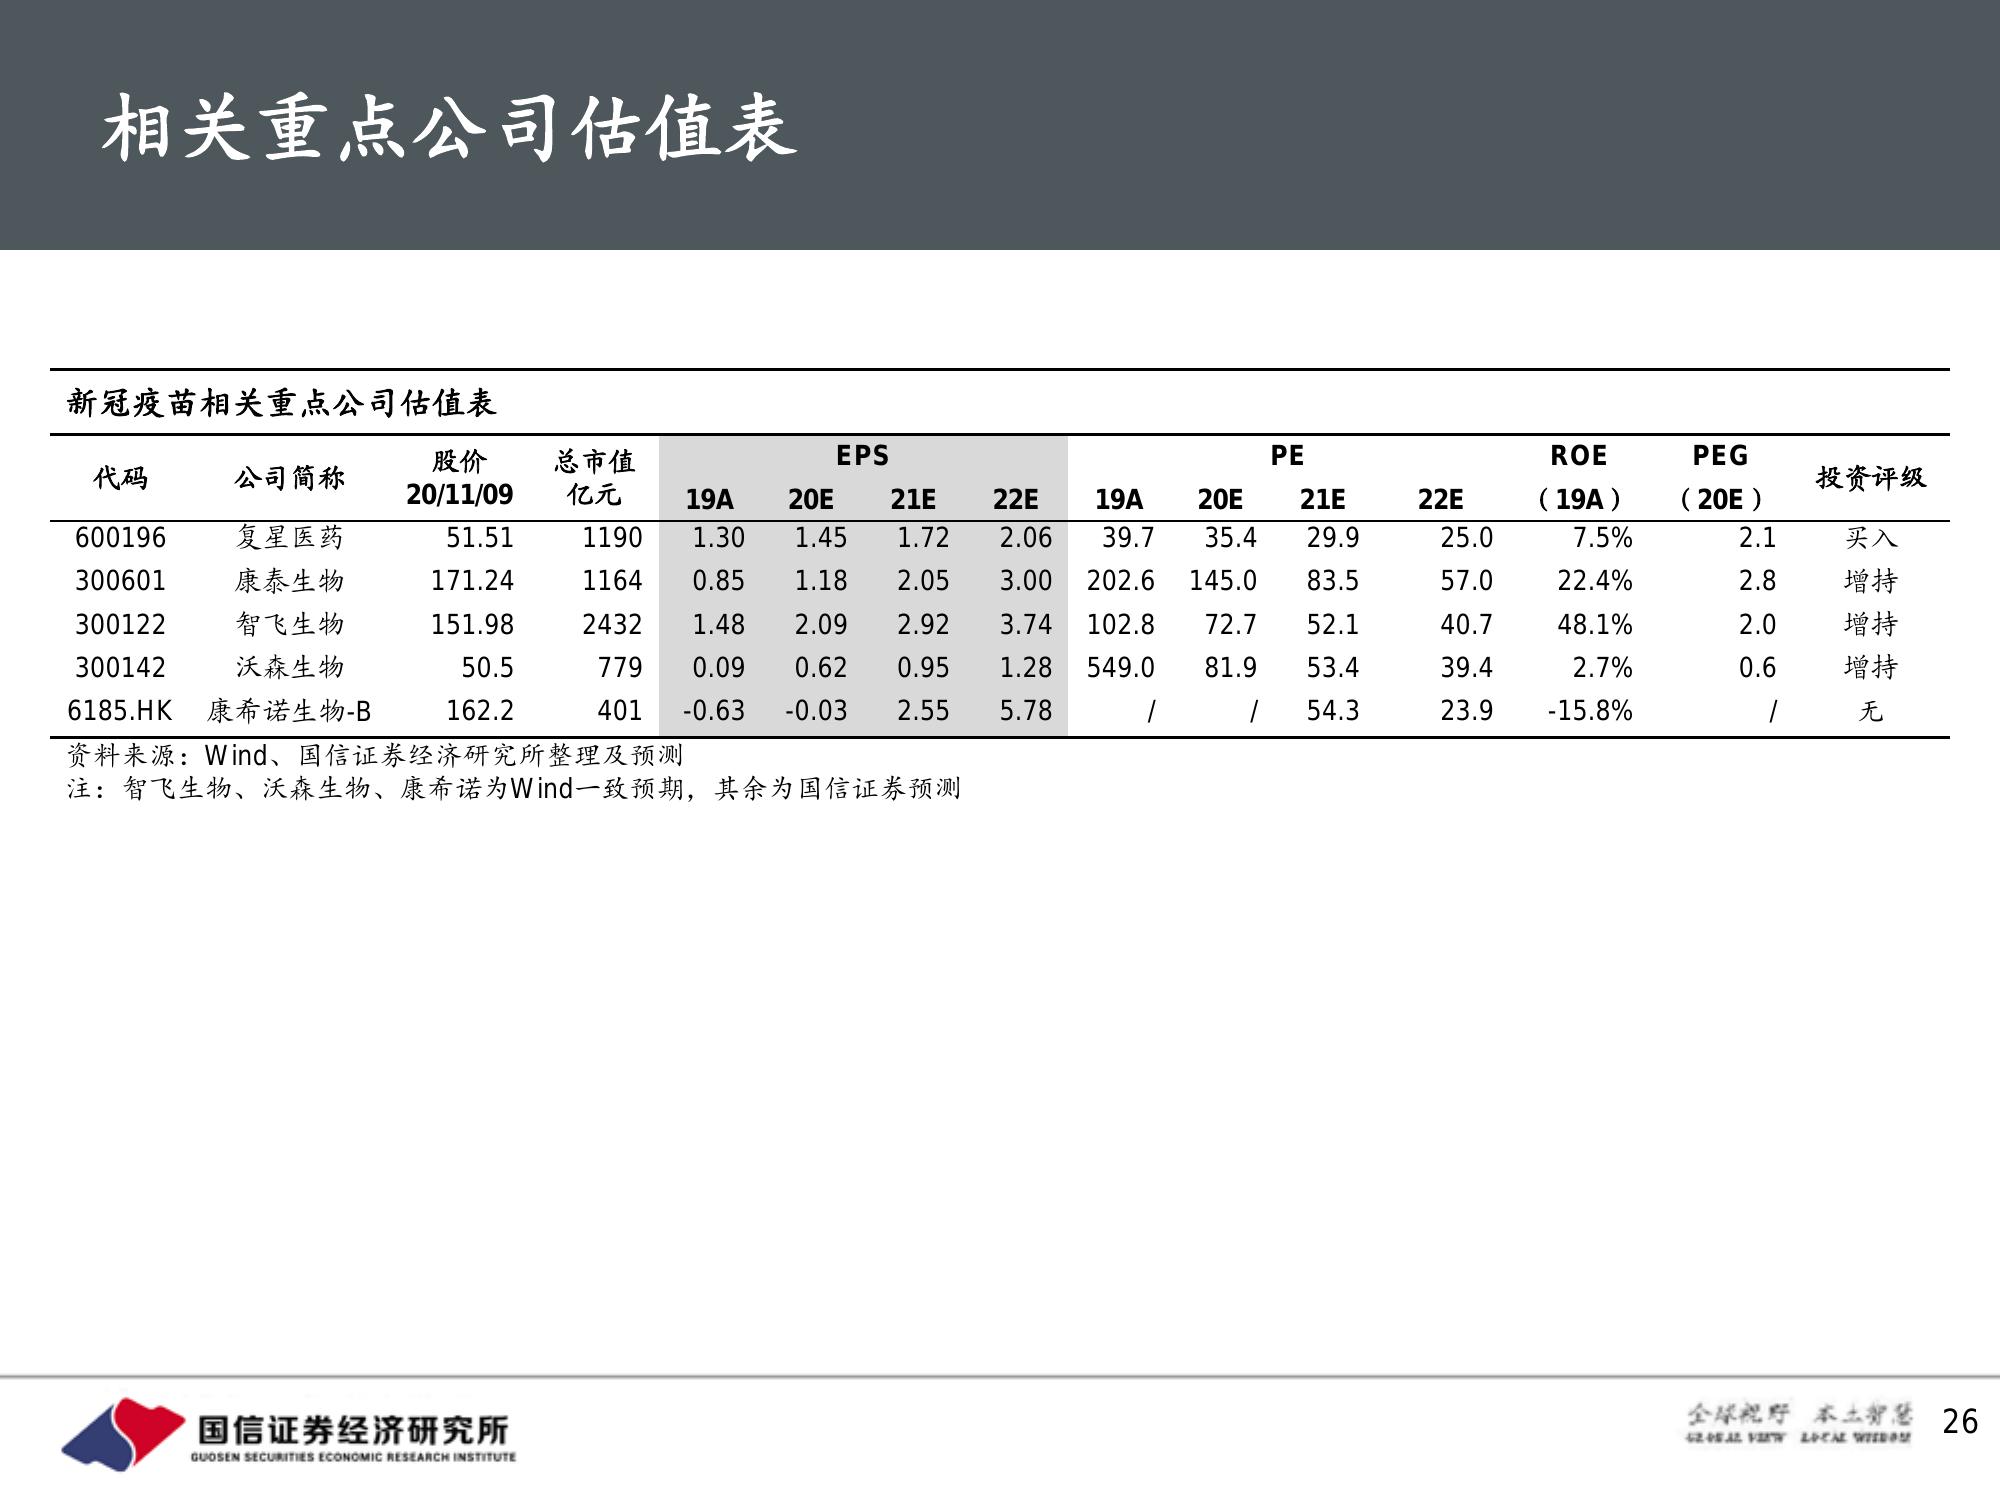 相关重点公司估值表
新冠疫苗相关重点公司估值表
代码 公司简称 股价 20/11/09 总市值 亿元 EPS PE ROE PEG 投资评级
19A 20E 21E 22E 19A 20E 21E 22E （19A） （20E）
600196 复星医药 51.51 1190 1.30 1.45 1.72 2.06 39.7 35.4 29.9 25.0 7.5% 2.1 买入
300601 康泰生物 171.24 1164 0.85 1.18 2.05 3.00 202.6 145.0 83.5 57.0 22.4% 2.8 增持
300122 智飞生物 151.98 2432 1.48 2.09 2.92 3.74 102.8 72.7 52.1 40.7 48.1% 2.0 增持
300142 沃森生物 50.5 779 0.09 0.62 0.95 1.28 549.0 81.9 53.4 39.4 2.7% 0.6 增持
6185.HK 康希诺生物-B 162.2 401 -0.63 -0.03 2.55 5.78 / / 54.3 23.9 -15.8% / 无
资料来源：Wind、国信证券经济研究所整理及预测
注：智飞生物、沃森生物、康希诺为Wind一致预期，其余为国信证券预测
国信证券经济研究所
GUOSEN SECURITIES ECONOMIC RESEARCH INSTITUTE
全球视野 本土智慧
GLOBAL VIEW LOCAL WISDOM
26